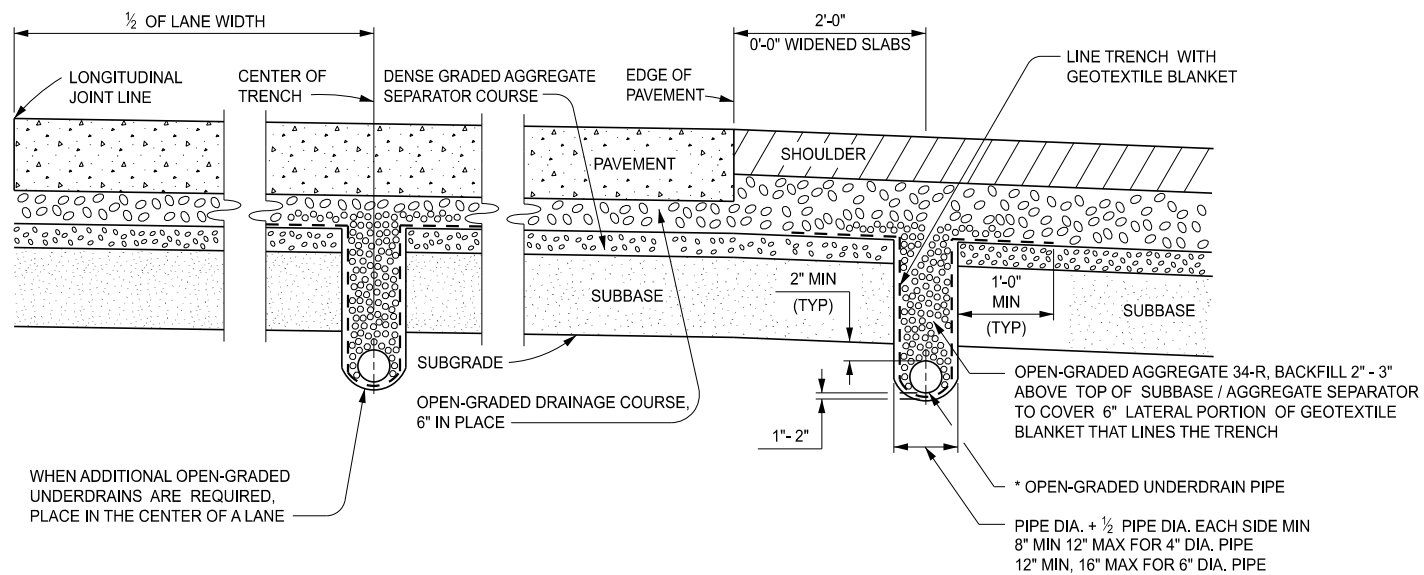 ½ OF LANE WIDTH
2'-0"
0'-0" WIDENED SLABS
LONGITUDINAL
JOINT LINE
CENTER OF
TRENCH
DENSE GRADED AGGREGATE
SEPARATOR COURSE
EDGE OF
PAVEMENT
LINE TRENCH WITH
GEOTEXTILE BLANKET
PAVEMENT
SHOULDER
SUBBASE
2" MIN
(TYP)
1'-0"
MIN
(TYP)
SUBBASE
SUBGRADE
OPEN-GRADED DRAINAGE COURSE,
6" IN PLACE
1"- 2"
OPEN-GRADED AGGREGATE 34-R, BACKFILL 2" - 3"
ABOVE TOP OF SUBBASE / AGGREGATE SEPARATOR
TO COVER 6" LATERAL PORTION OF GEOTEXTILE
BLANKET THAT LINES THE TRENCH
WHEN ADDITIONAL OPEN-GRADED
UNDERDRAINS ARE REQUIRED,
PLACE IN THE CENTER OF A LANE
* OPEN-GRADED UNDERDRAIN PIPE
PIPE DIA. + ½ PIPE DIA. EACH SIDE MIN
8" MIN 12" MAX FOR 4" DIA. PIPE
12" MIN, 16" MAX FOR 6" DIA. PIPE